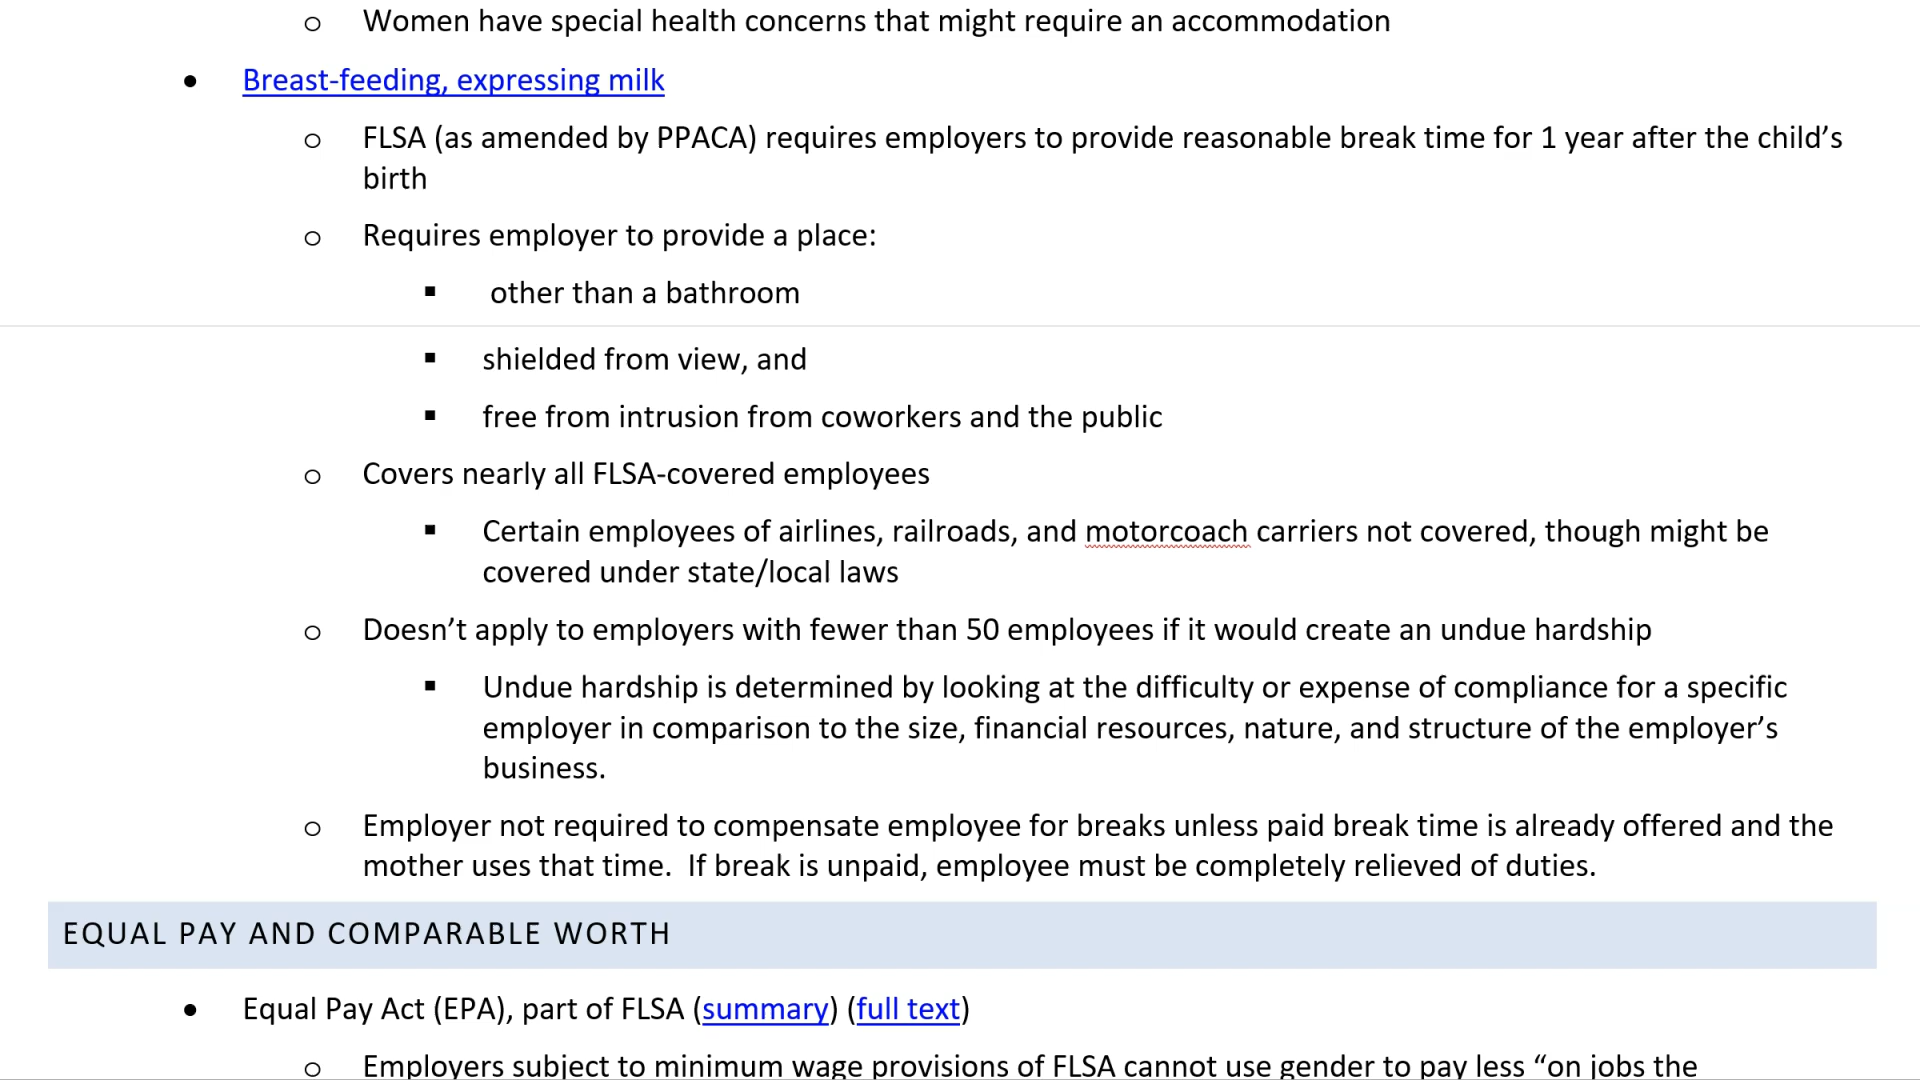 o Women have special health concerns that might require an accommodation
• Breast-feeding, expressing milk
o FLSA (as amended by PPACA) requires employers to provide reasonable break time for 1 year after the child’s
birth
o Requires employer to provide a place:
▪ other than a bathroom
▪ shielded from view, and
▪ free from intrusion from coworkers and the public
o Covers nearly all FLSA-covered employees
▪ Certain employees of airlines, railroads, and motorcoach carriers not covered, though might be
covered under state/local laws
o Doesn’t apply to employers with fewer than 50 employees if it would create an undue hardship
▪ Undue hardship is determined by looking at the difficulty or expense of compliance for a specific
employer in comparison to the size, financial resources, nature, and structure of the employer’s
business.
o Employer not required to compensate employee for breaks unless paid break time is already offered and the
mother uses that time.  If break is unpaid, employee must be completely relieved of duties.
EQUAL PAY AND COMPARABLE WORTH
• Equal Pay Act (EPA), part of FLSA (summary) (full text)
o Employers subject to minimum wage provisions of FLSA cannot use gender to pay less “on jobs the